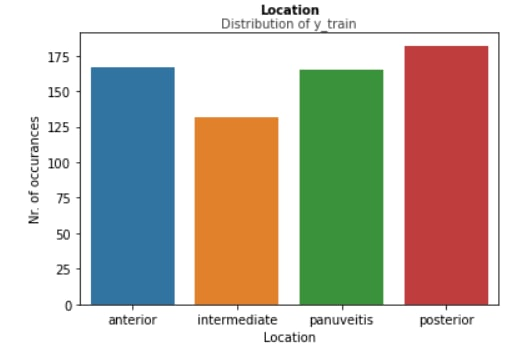 Location
Distribution of y_train
175
150
125
100
75
50
25
0
Nr. of occurances
anterior intermediate panuveitis posterior
Location